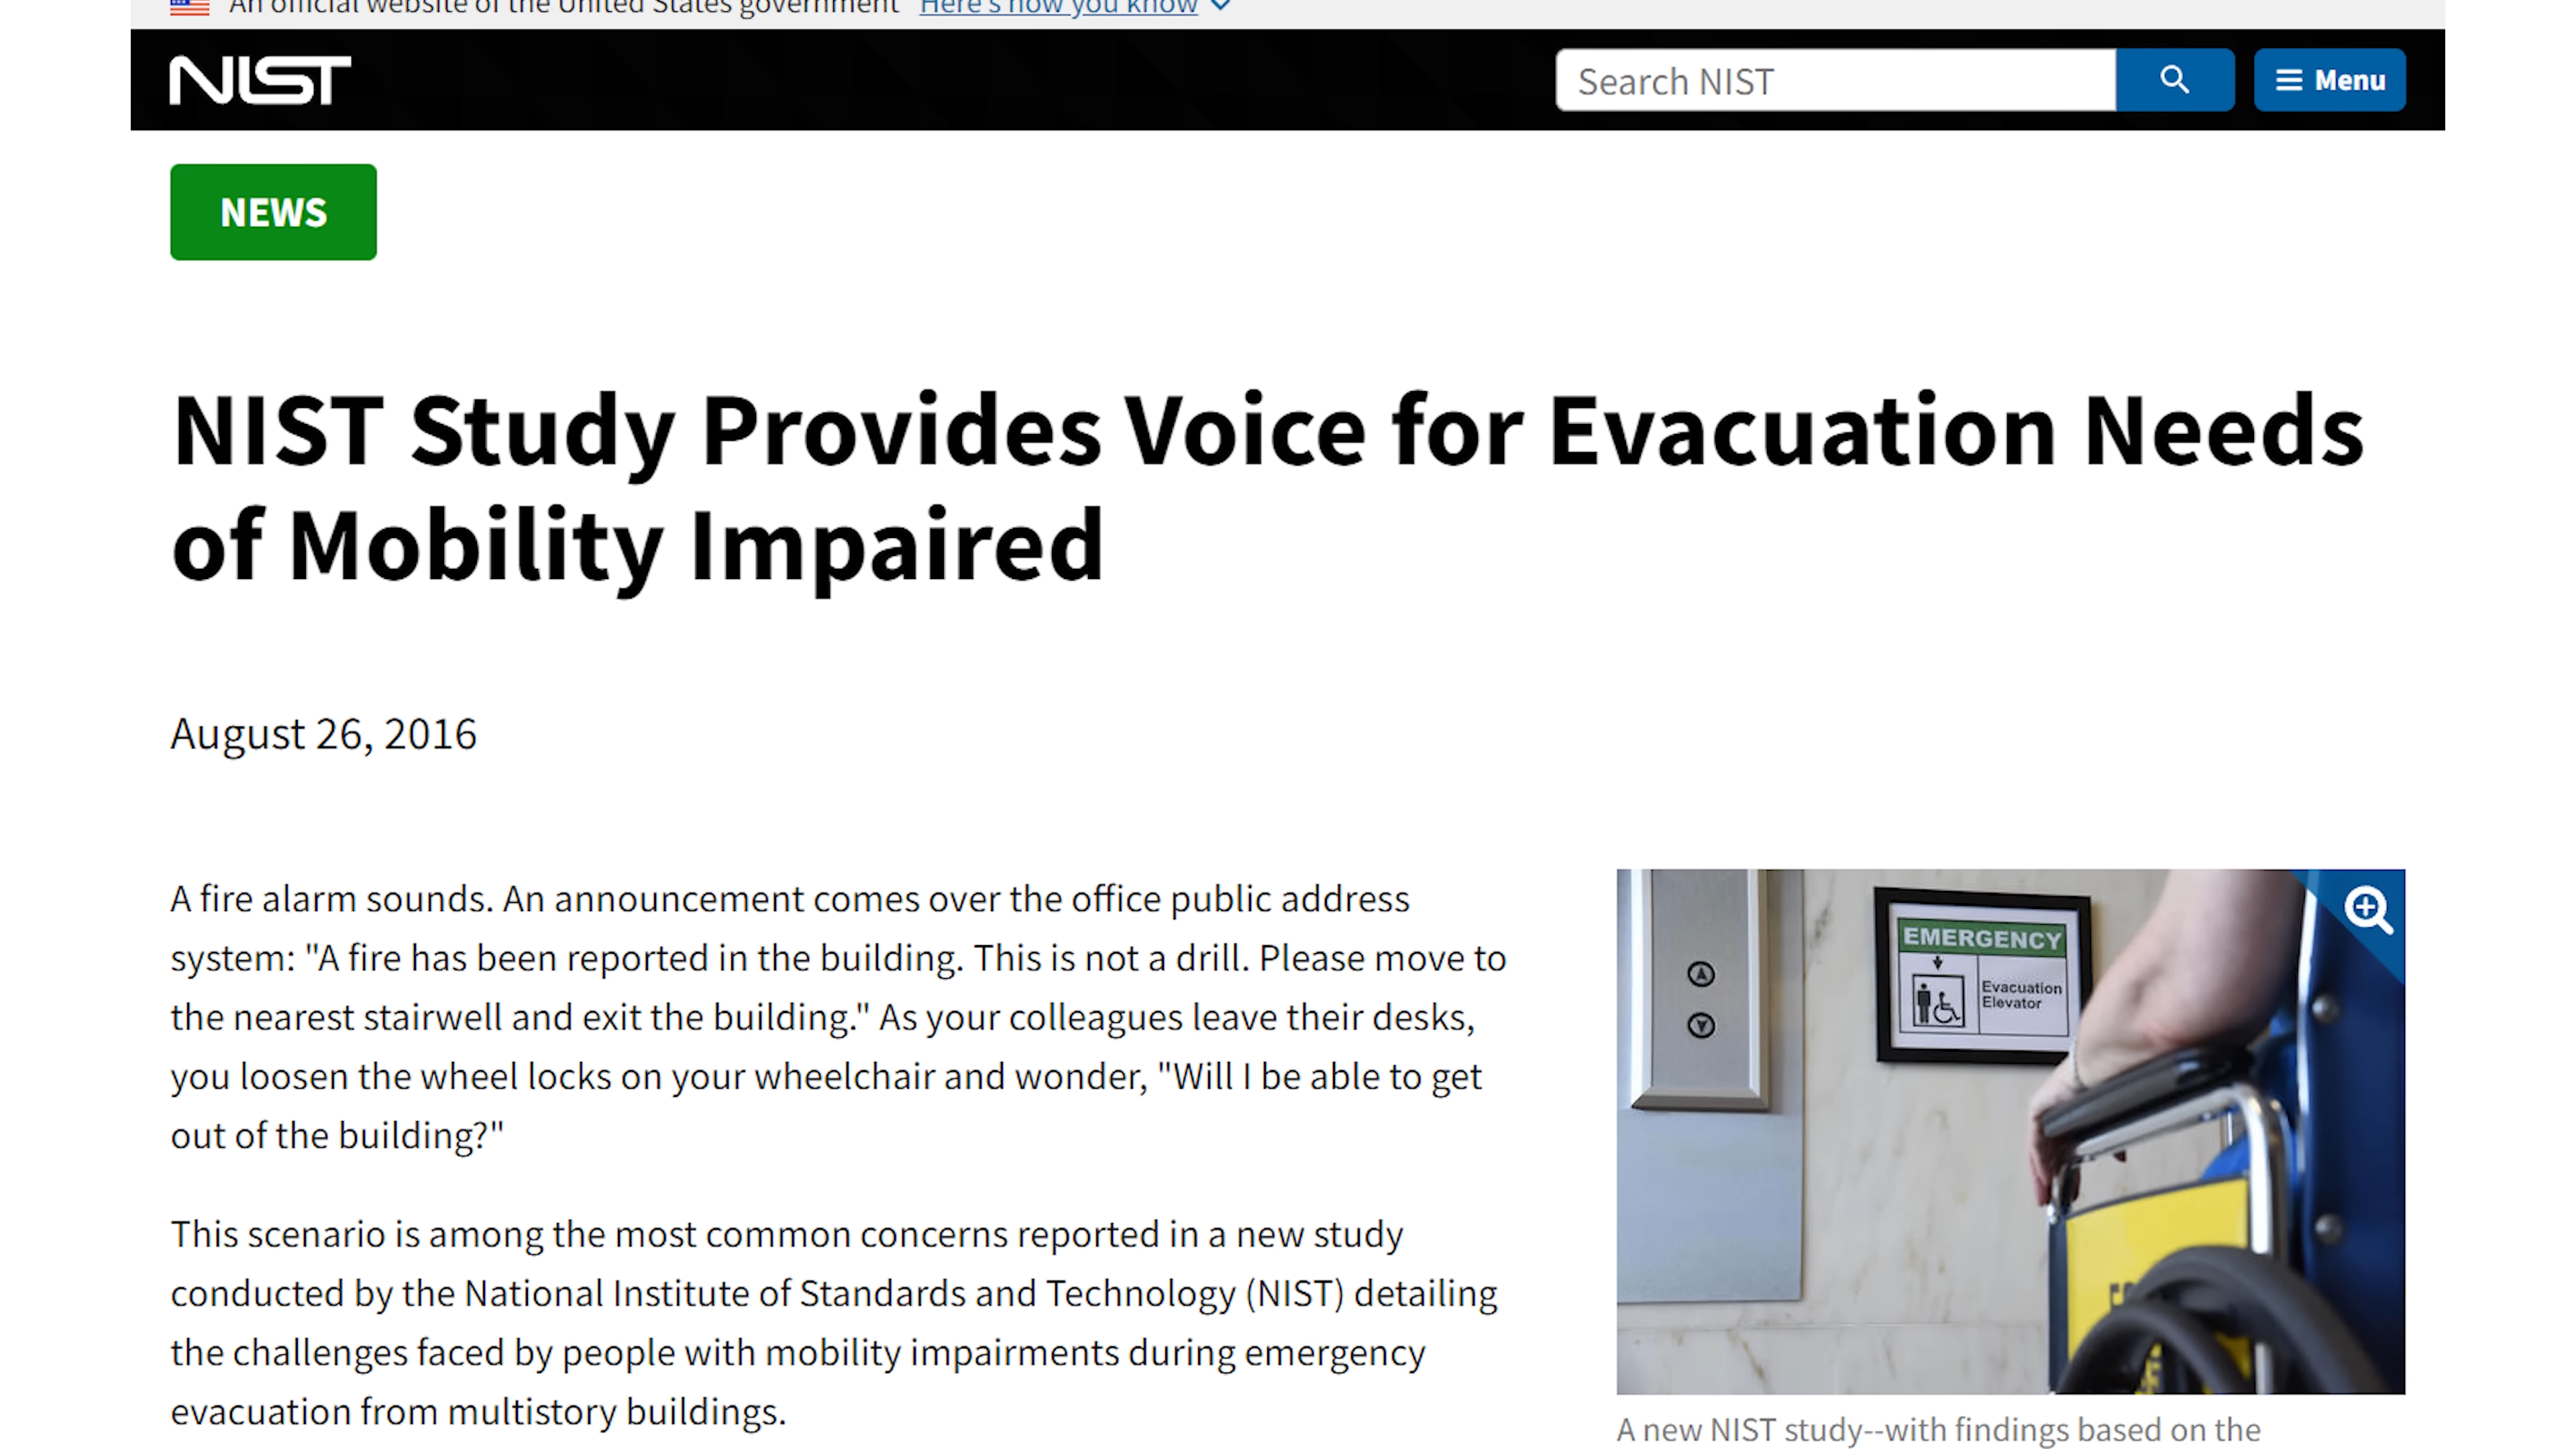 An official website of the United States government Here's how you know
NIST
Search NIST
Menu
NEWS
NIST Study Provides Voice for Evacuation Needs
of Mobility Impaired
August 26, 2016
A fire alarm sounds. An announcement comes over the office public address
system: "A fire has been reported in the building. This is not a drill. Please move to
the nearest stairwell and exit the building." As your colleagues leave their desks,
you loosen the wheel locks on your wheelchair and wonder, "Will I be able to get
out of the building?"
This scenario is among the most common concerns reported in a new study
conducted by the National Institute of Standards and Technology (NIST) detailing
the challenges faced by people with mobility impairments during emergency
evacuation from multistory buildings.
EMERGENCY
Evacuation
Elevator
A new NIST study--with findings based on the